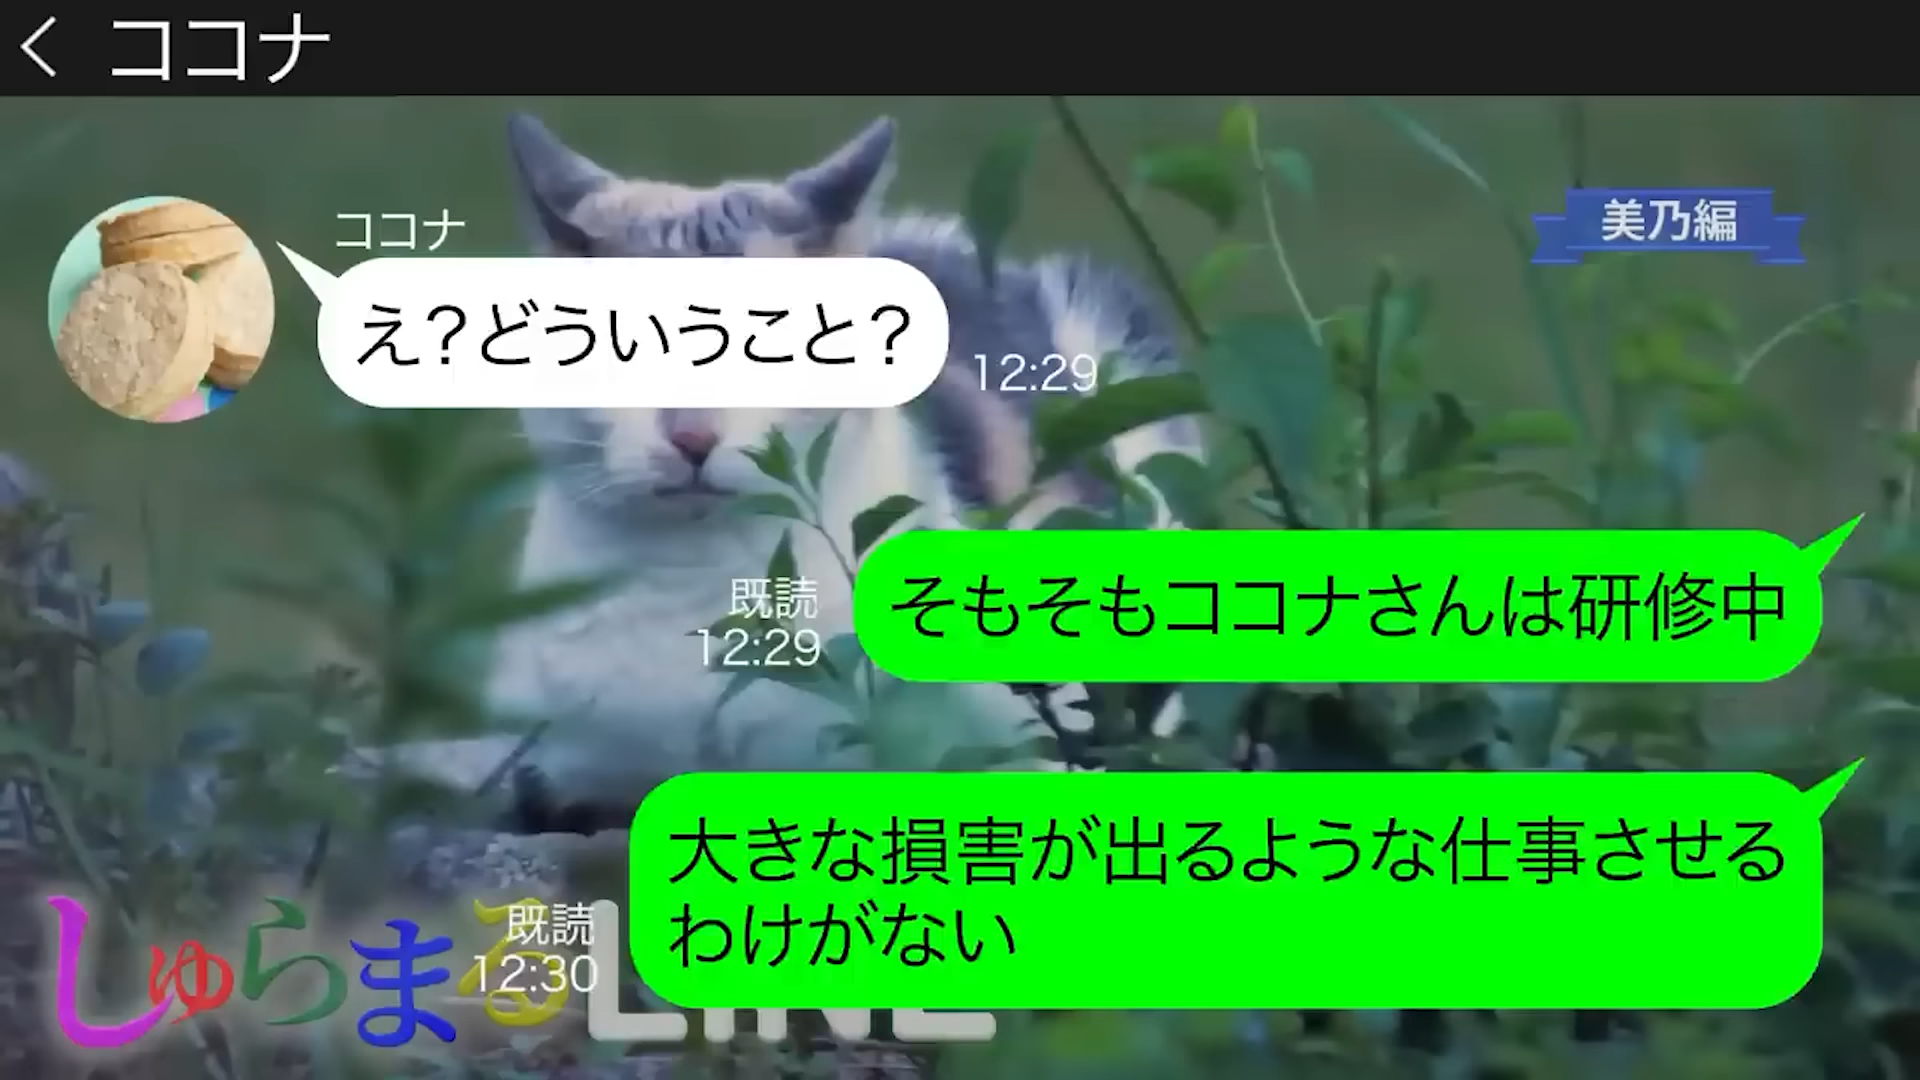 ココナ
美乃編
ココナ
え?どういうこと?
12:29
そもそもココナさんは研修中
既読
12:29
大きな損害が出るような仕事させる
わけがない
既読
12:30
しゅらまるLINE